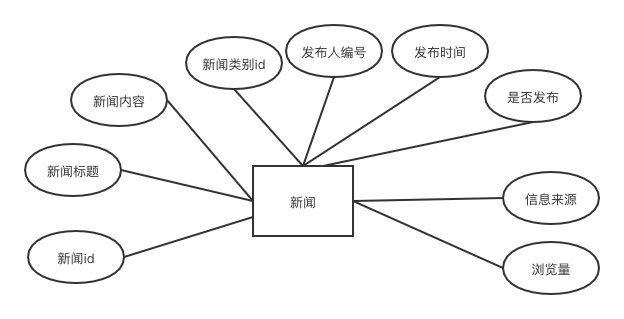 发布人编号
发布时间
新闻类别id
是否发布
新闻内容
新闻标题
信息来源
新闻
新闻id
浏览量